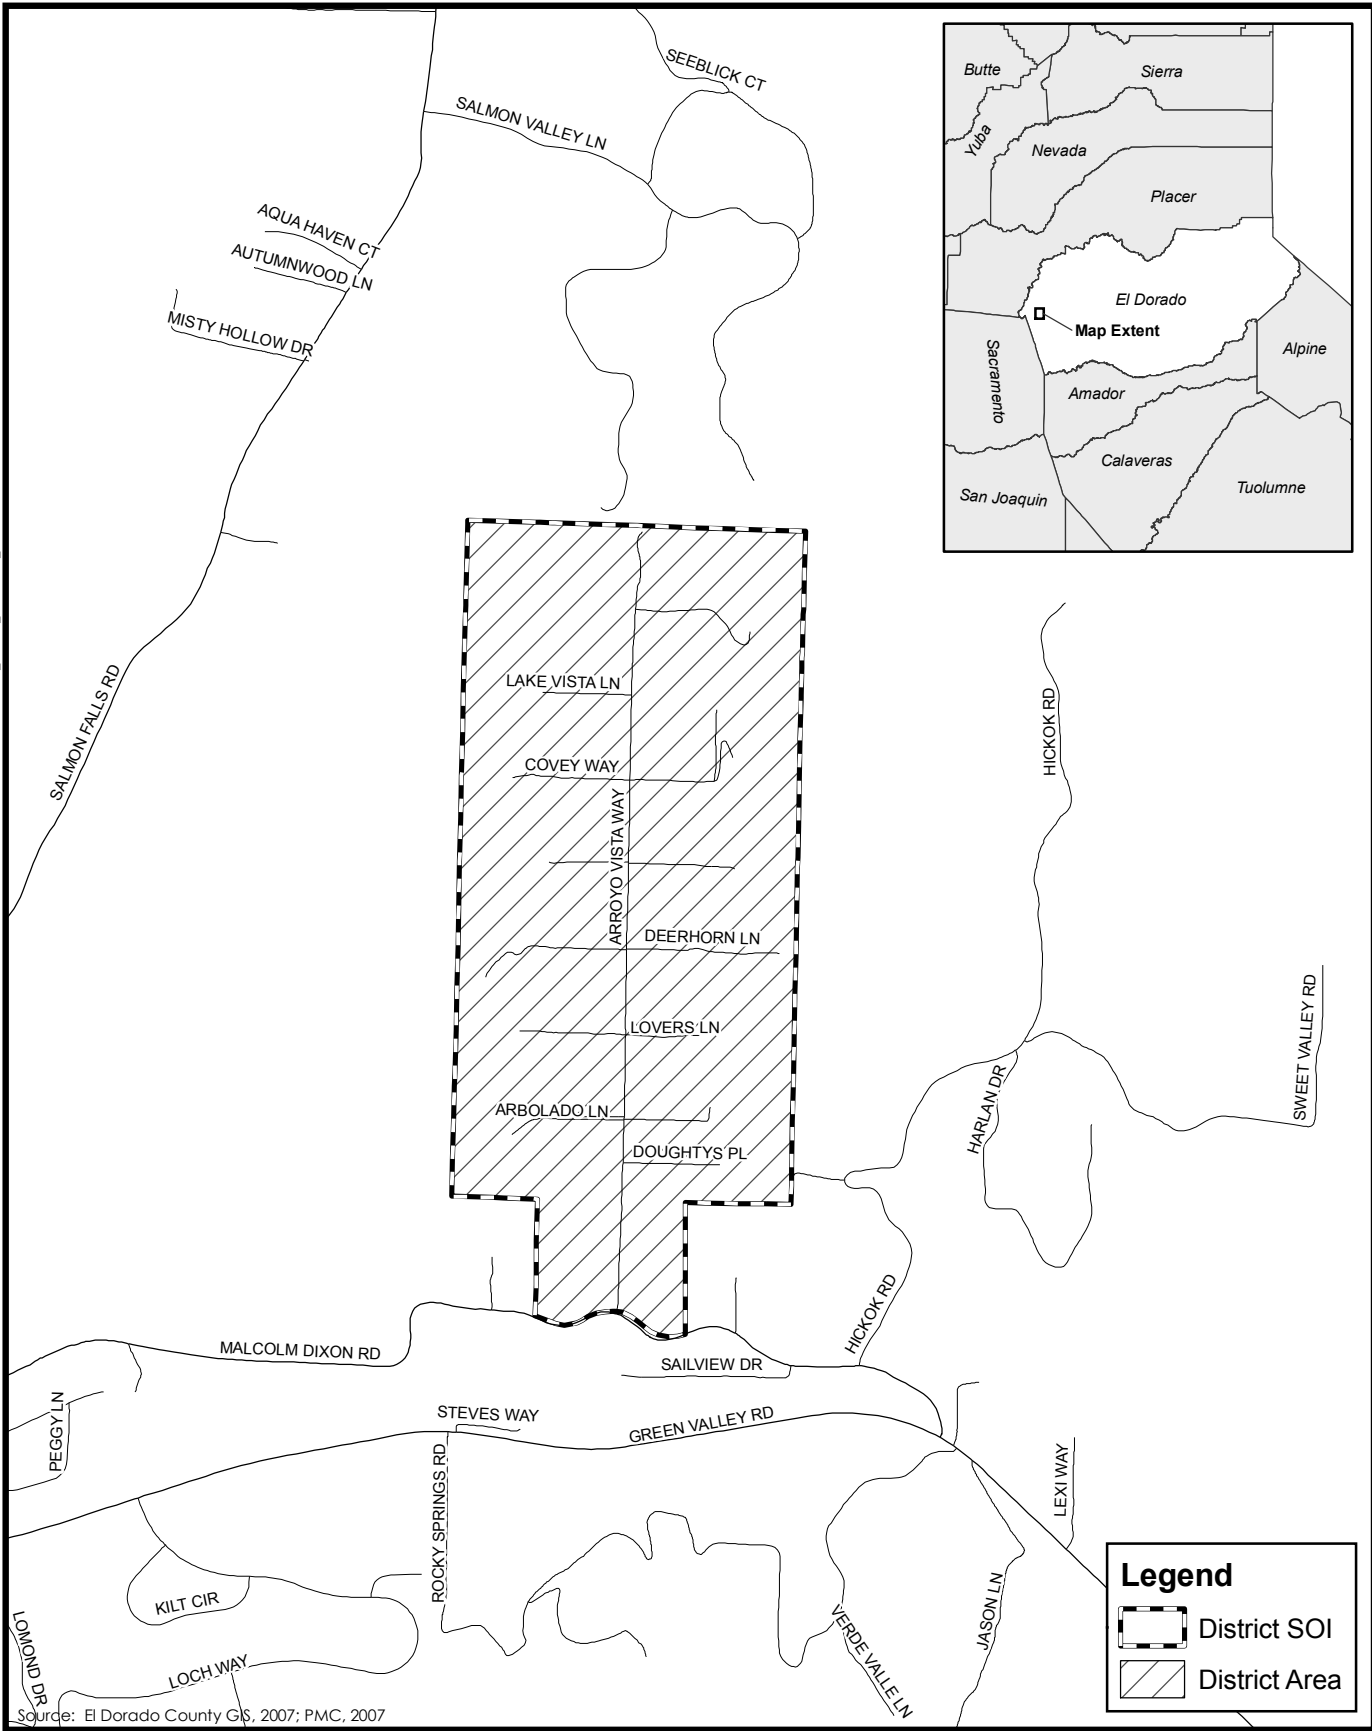 SEEBLICK CT
SALMON VALLEY LN
AQUA HAVEN CT
AUTUMNWOOD LN
MISTY HOLLOW DR
Butte
Sierra
Yuba
Nevada
Placer
El Dorado
Map Extent
Alpine
Sacramento
Amador
Calaveras
San Joaquin
Tuolumne
SALMON FALLS RD
LAKE VISTA LN
HICKOK RD
COVEY WAY
ARROYO VISTA WAY
DEERHORN LN
LOVERS LN
SWEET VALLEY RD
HARLAN DR
ARBOLADO LN
DOUGHTYS PL
HICKOK RD
MALCOLM DIXON RD
SAILVIEW DR
PEGGY LN
STEVES WAY
GREEN VALLEY RD
ROCKY SPRINGS RD
LEXI WAY
KILT CIR
LOMOND DR
LOCH WAY
VERDE VALLE LN
JASON LN
Legend
District SOI
District Area
Source: El Dorado County GIS, 2007; PMC, 2007